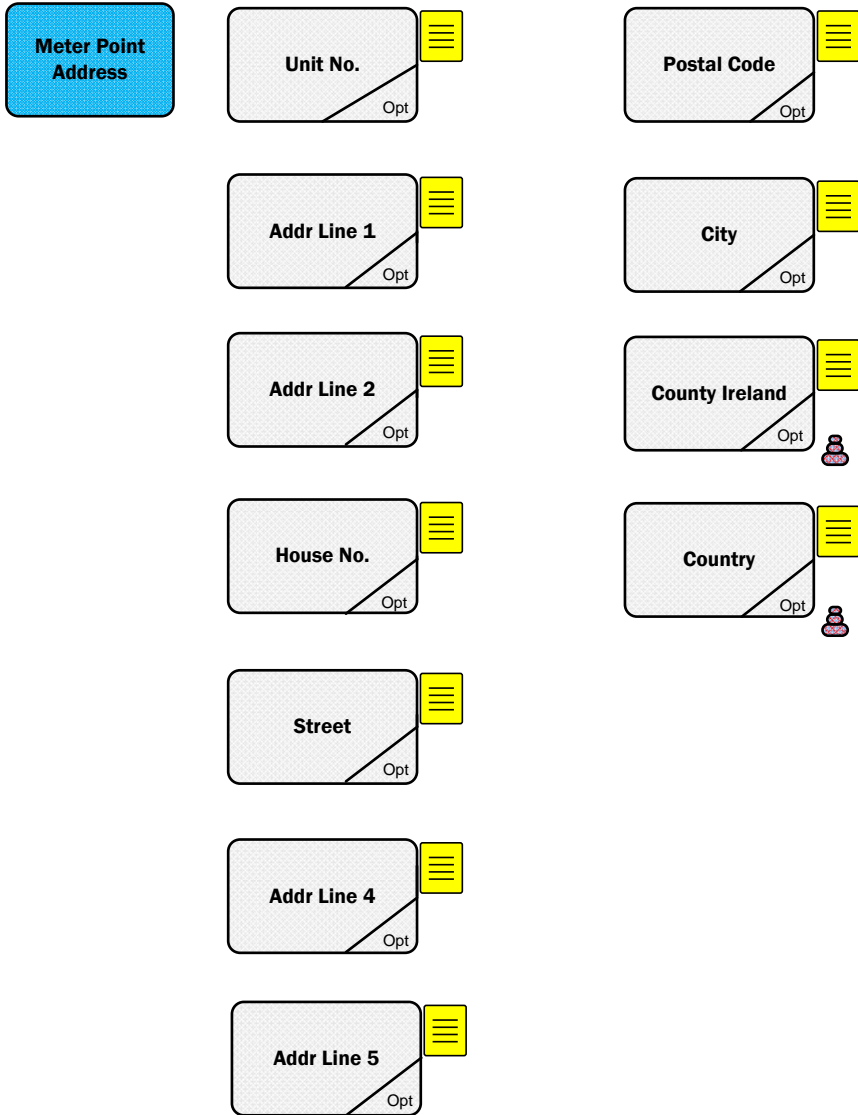 Meter Point
Address
Unit No.
Opt
Addr Line 1
Opt
Addr Line 2
Opt
House No.
Opt
Street
Opt
Addr Line 4
Opt
Addr Line 5
Opt
Postal Code
Opt
City
Opt
County Ireland
Opt
Country
Opt